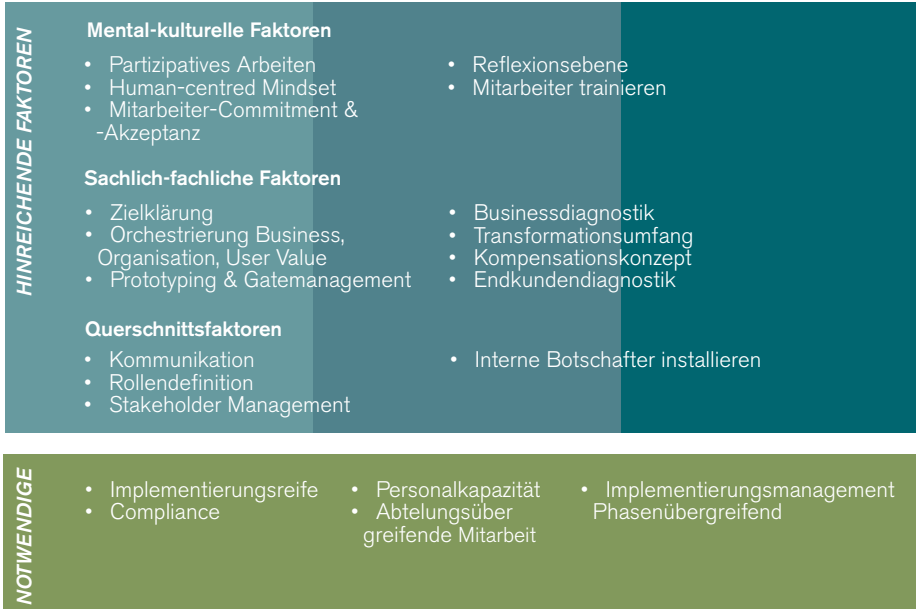 HINREICHENDE FAKTOREN
Mental-kulturelle Faktoren
• Partizipatives Arbeiten
• Human-centred Mindset
• Mitarbeiter-Commitment &
-Akzeptanz
• Reflexionsebene
• Mitarbeiter trainieren
Sachlich-fachliche Faktoren
• Zielklärung
• Orchestrierung Business,
Organisation, User Value
• Prototyping & Gatemanagement
• Businessdiagnostik
• Transformationsumfang
• Kompensationskonzept
• Endkundendiagnostik
Querschnittsfaktoren
• Kommunikation
• Rollendefinition
• Stakeholder Management
• Interne Botschafter installieren
NOTWENDIGE
• Implementierungsreife
• Compliance
• Personalkapazität
• Abtelungsüber
greifende Mitarbeit
• Implementierungsmanagement
Phasenübergreifend